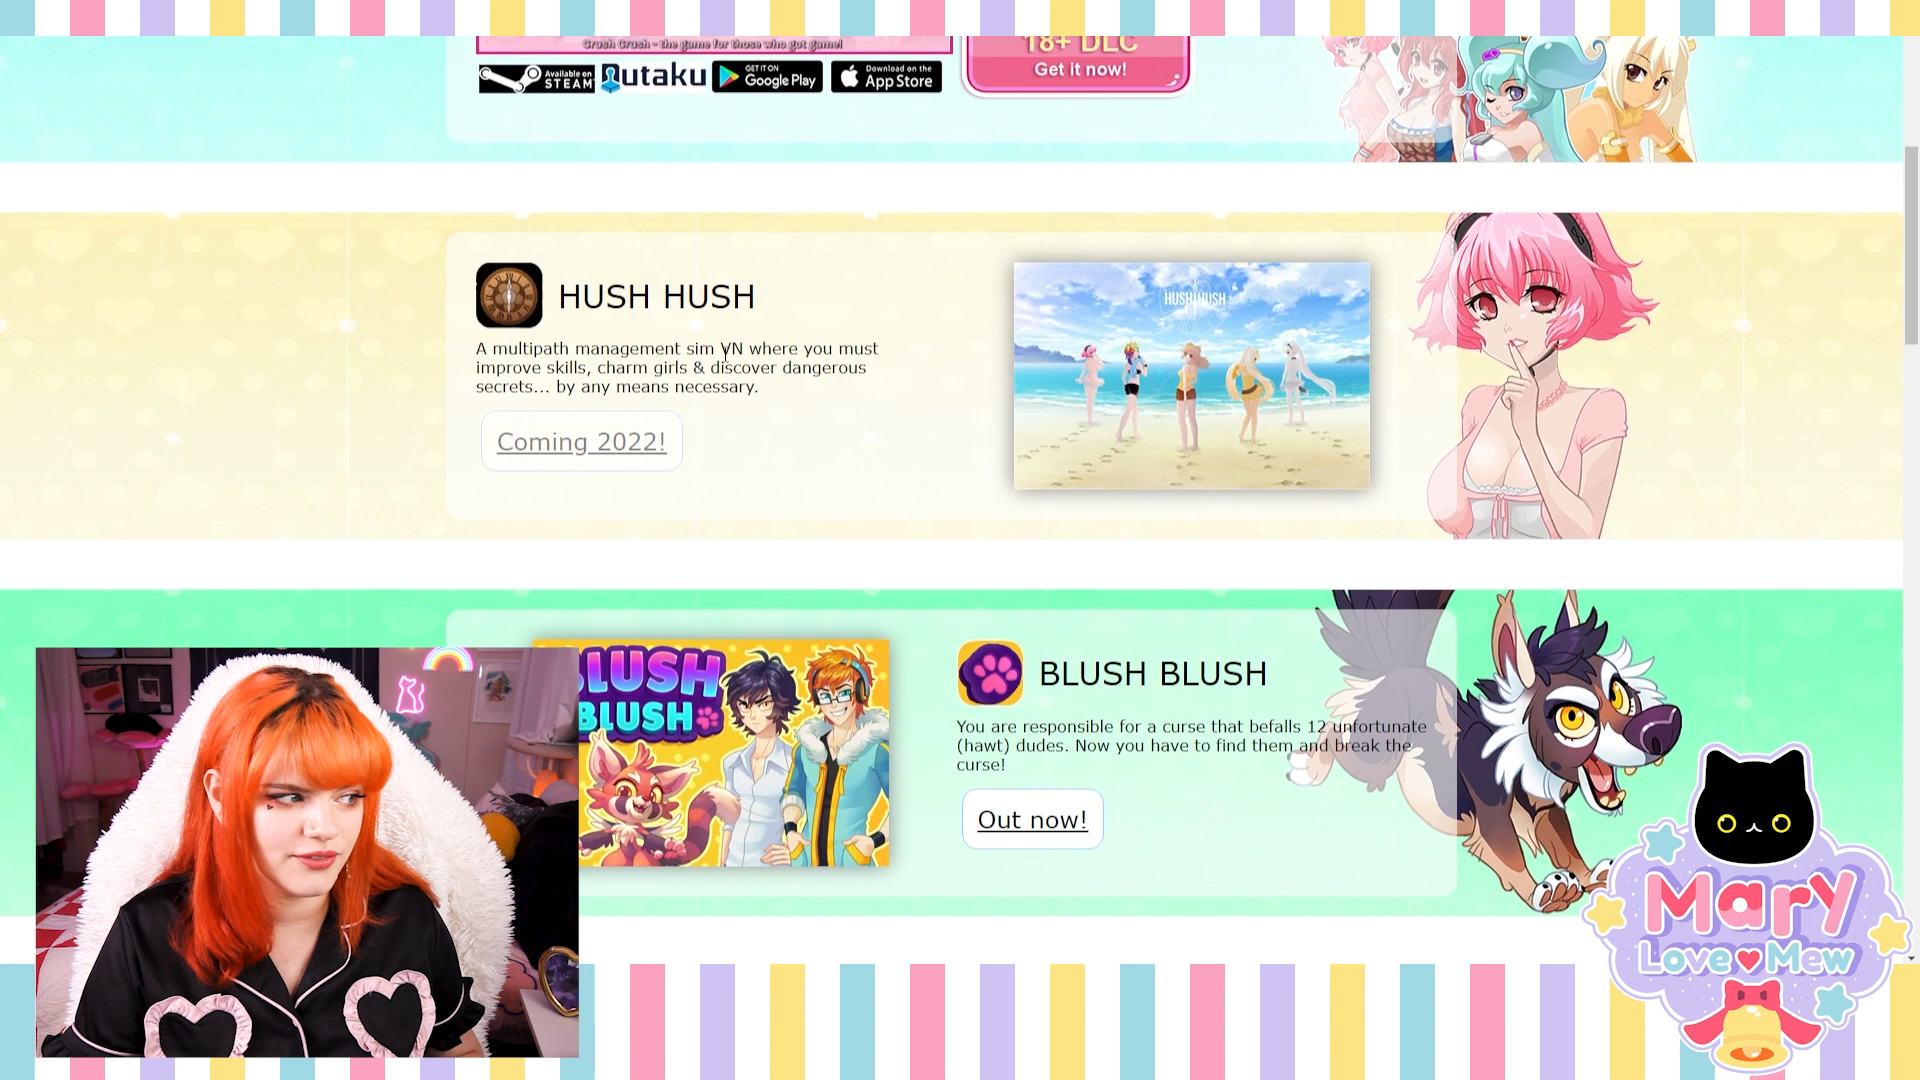 Crush Crush - the game for those who got game!
18+ DLC
Get it now!
Available on STEAM
nutaku
GET IT ON Google Play
Download on the App Store
HUSH HUSH
A multipath management sim VN where you must
improve skills, charm girls & discover dangerous
secrets... by any means necessary.
Coming 2022!
HUSH HUSH
BLUSH
BLUSH
BLUSH BLUSH
You are responsible for a curse that befalls 12 unfortunate
(hawt) dudes. Now you have to find them and break the
curse!
Out now!
Mary
Love Mew